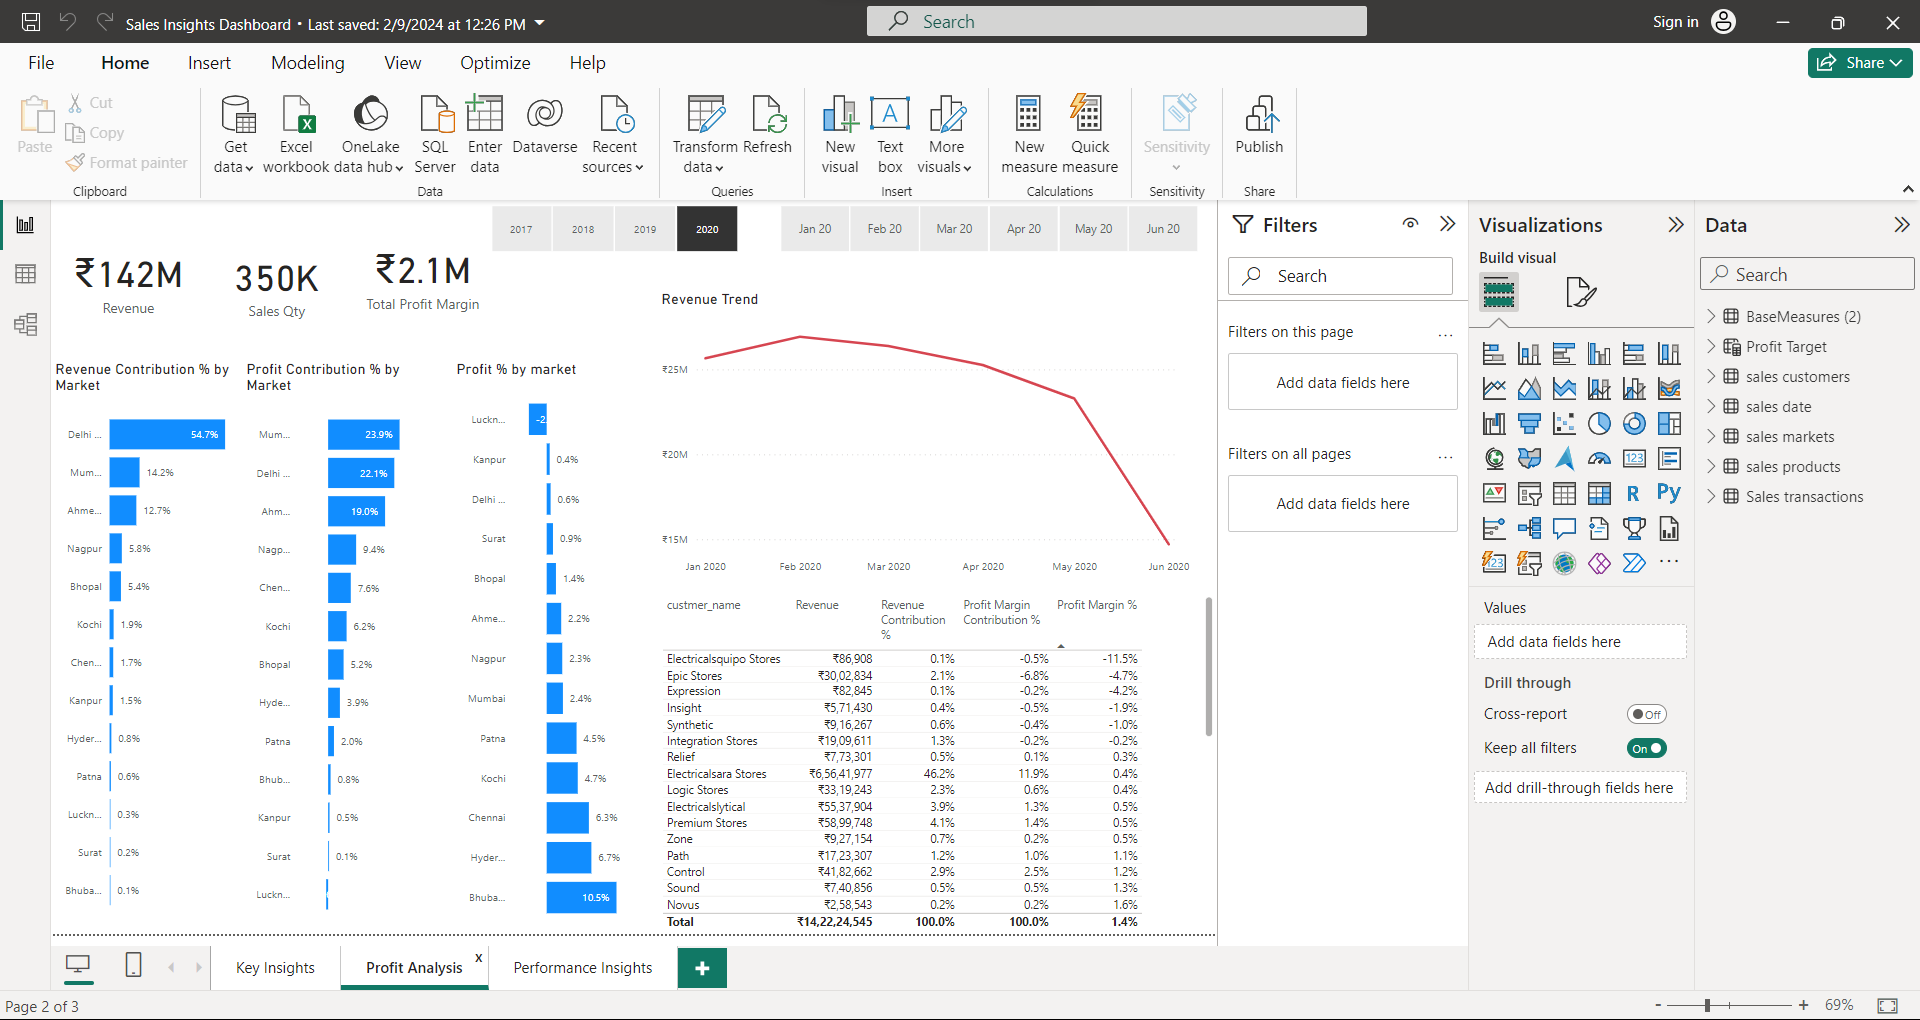 Sales Insights Dashboard • Last saved: 2/9/2024 at 12:26 PM
Search
Sign in
File Home Insert Modeling View Optimize Help
Share
Paste
Cut
Copy
Format painter
Clipboard
Get data
Excel workbook
OneLake data hub
SQL Server
Enter data
Dataverse
Recent sources
Data
Transform data
Refresh
Queries
New visual
Text box
More visuals
Insert
New measure
Quick measure
Calculations
Sensitivity
Sensitivity
Publish
Share
2017 2018 2019 2020
Jan 20 Feb 20 Mar 20 Apr 20 May 20 Jun 20
₹142M
Revenue
350K
Sales Qty
₹2.1M
Total Profit Margin
Revenue Contribution % by
Market
Delhi ... 54.7%
Mum... 14.2%
Ahme... 12.7%
Nagpur 5.8%
Bhopal 5.4%
Kochi 1.9%
Chen... 1.7%
Kanpur 1.5%
Hyder... 0.8%
Patna 0.6%
Luckn... 0.3%
Surat 0.2%
Bhuba... 0.1%
Profit Contribution % by
Market
Mum... 23.9%
Delhi ... 22.1%
Ahm... 19.0%
Nagp... 9.4%
Chen... 7.6%
Kochi 6.2%
Bhopal 5.2%
Hyde... 3.9%
Patna 2.0%
Bhub... 0.8%
Kanpur 0.5%
Surat 0.1%
Luckn...
Profit % by market
Luckn... -2
Kanpur 0.4%
Delhi ... 0.6%
Surat 0.9%
Bhopal 1.4%
Ahme... 2.2%
Nagpur 2.3%
Mumbai 2.4%
Patna 4.5%
Kochi 4.7%
Chennai 6.3%
Hyder... 6.7%
Bhuba... 10.5%
Revenue Trend
₹25M
₹20M
₹15M
Jan 2020 Feb 2020 Mar 2020 Apr 2020 May 2020 Jun 2020
custmer_name Revenue Revenue Contribution % Profit Margin Contribution % Profit Margin %
Electricalsquipo Stores ₹86,908 0.1% -0.5% -11.5%
Epic Stores ₹30,02,834 2.1% -6.8% -4.7%
Expression ₹82,845 0.1% -0.2% -4.2%
Insight ₹5,71,430 0.4% -0.5% -1.9%
Synthetic ₹9,16,267 0.6% -0.4% -1.0%
Integration Stores ₹19,09,611 1.3% -0.2% -0.2%
Relief ₹7,73,301 0.5% 0.1% 0.3%
Electricalsara Stores ₹6,56,41,977 46.2% 11.9% 0.4%
Logic Stores ₹33,19,243 2.3% 0.6% 0.4%
Electricalslytical ₹55,37,904 3.9% 1.3% 0.5%
Premium Stores ₹58,99,748 4.1% 1.4% 0.5%
Zone ₹9,27,154 0.7% 0.2% 0.5%
Path ₹17,23,307 1.2% 1.0% 1.1%
Control ₹41,82,662 2.9% 2.5% 1.2%
Sound ₹7,40,856 0.5% 0.5% 1.3%
Novus ₹2,58,543 0.2% 0.2% 1.6%
Total ₹14,22,24,545 100.0% 100.0% 1.4%
Filters
Search
Filters on this page ...
Add data fields here
Filters on all pages ...
Add data fields here
Visualizations
Build visual
123
R Py
123
...
Values
Add data fields here
Drill through
Cross-report Off
Keep all filters On
Add drill-through fields here
Data
Search
BaseMeasures (2)
Profit Target
sales customers
sales date
sales markets
sales products
Sales transactions
Key Insights
Profit Analysis x
Performance Insights
+
Page 2 of 3
- + 69%